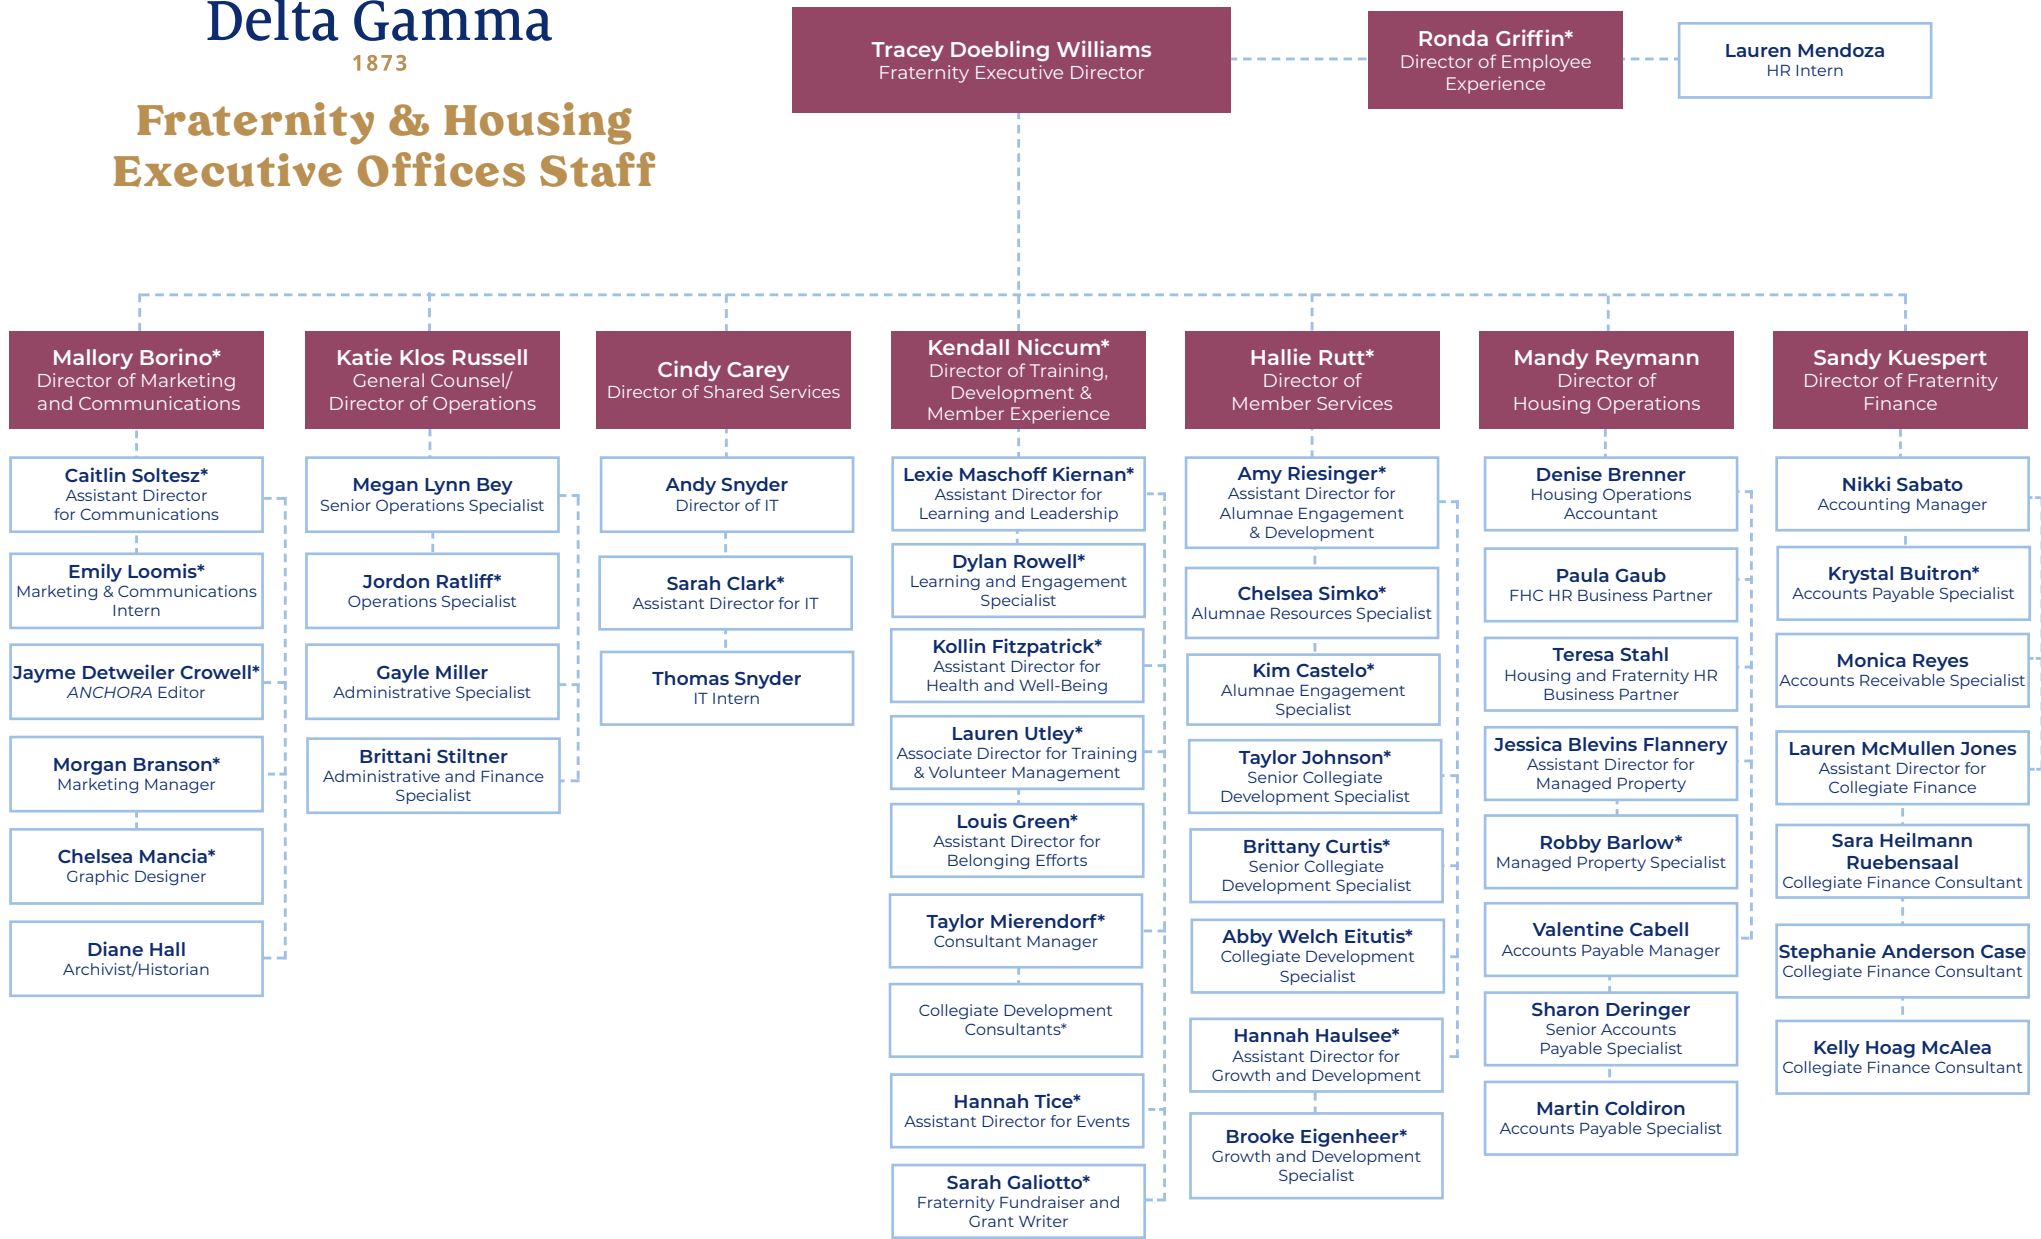 Delta Gamma
1873
Fraternity & Housing
Executive Offices Staff
Tracey Doebling Williams
Fraternity Executive Director
Ronda Griffin*
Director of Employee
Experience
Lauren Mendoza
HR Intern
Mallory Borino*
Director of Marketing
and Communications
Caitlin Soltesz*
Assistant Director
for Communications
Emily Loomis*
Marketing & Communications
Intern
Jayme Detweiler Crowell*
ANCHORA Editor
Morgan Branson*
Marketing Manager
Chelsea Mancia*
Graphic Designer
Diane Hall
Archivist/Historian
Katie Klos Russell
General Counsel/
Director of Operations
Megan Lynn Bey
Senior Operations Specialist
Jordon Ratliff*
Operations Specialist
Gayle Miller
Administrative Specialist
Brittani Stiltner
Administrative and Finance
Specialist
Cindy Carey
Director of Shared Services
Andy Snyder
Director of IT
Sarah Clark*
Assistant Director for IT
Thomas Snyder
IT Intern
Kendall Niccum*
Director of Training,
Development &
Member Experience
Lexie Maschoff Kiernan*
Assistant Director for
Learning and Leadership
Dylan Rowell*
Learning and Engagement
Specialist
Kollin Fitzpatrick*
Assistant Director for
Health and Well-Being
Lauren Utley*
Associate Director for Training
& Volunteer Management
Louis Green*
Assistant Director for
Belonging Efforts
Taylor Mierendorf*
Consultant Manager
Collegiate Development
Consultants*
Hannah Tice*
Assistant Director for Events
Sarah Galiotto*
Fraternity Fundraiser and
Grant Writer
Hallie Rutt*
Director of
Member Services
Amy Riesinger*
Assistant Director for
Alumnae Engagement
& Development
Chelsea Simko*
Alumnae Resources Specialist
Kim Castelo*
Alumnae Engagement
Specialist
Taylor Johnson*
Senior Collegiate
Development Specialist
Brittany Curtis*
Senior Collegiate
Development Specialist
Abby Welch Eitutis*
Collegiate Development
Specialist
Hannah Haulsee*
Assistant Director for
Growth and Development
Brooke Eigenheer*
Growth and Development
Specialist
Mandy Reymann
Director of
Housing Operations
Denise Brenner
Housing Operations
Accountant
Paula Gaub
FHC HR Business Partner
Teresa Stahl
Housing and Fraternity HR
Business Partner
Jessica Blevins Flannery
Assistant Director for
Managed Property
Robby Barlow*
Managed Property Specialist
Valentine Cabell
Accounts Payable Manager
Sharon Deringer
Senior Accounts
Payable Specialist
Martin Coldiron
Accounts Payable Specialist
Sandy Kuespert
Director of Fraternity
Finance
Nikki Sabato
Accounting Manager
Krystal Buitron*
Accounts Payable Specialist
Monica Reyes
Accounts Receivable Specialist
Lauren McMullen Jones
Assistant Director for
Collegiate Finance
Sara Heilmann
Ruebensaal
Collegiate Finance Consultant
Stephanie Anderson Case
Collegiate Finance Consultant
Kelly Hoag McAlea
Collegiate Finance Consultant